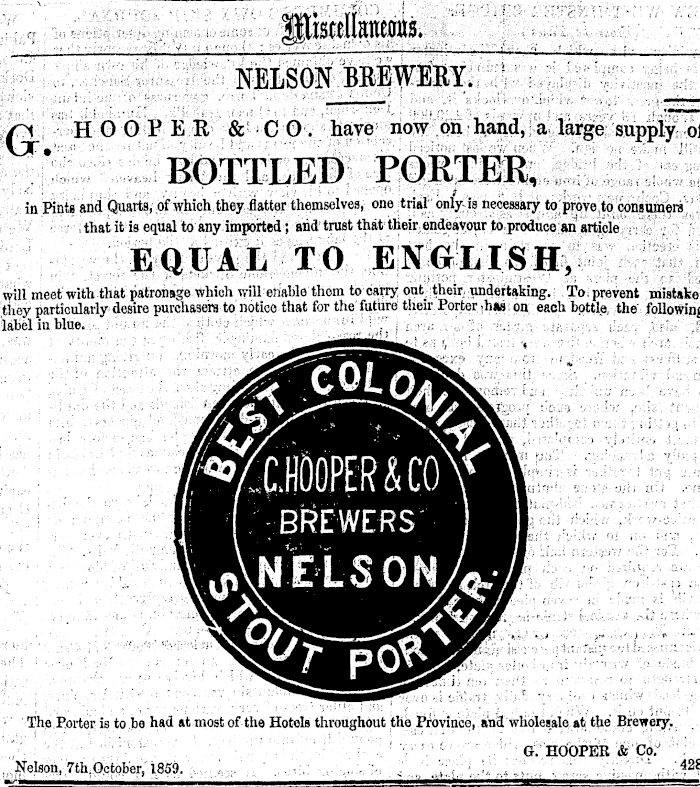 Miscellaneous.
NELSON BREWERY.
G. HOOPER & CO. have now on hand, a large supply of
BOTTLED PORTER,
in Pints and Quarts, of which they flatter themselves, one trial only is necessary to prove to consumers
that it is equal to any imported; and trust that their endeavour to produce an article
EQUAL TO ENGLISH,
will meet with that patronage which will enable them to carry out their undertaking. To prevent mistake
they particularly desire purchasers to notice that for the future their Porter has on each bottle, the following
label in blue.
BEST COLONIAL
G. HOOPER & CO
BREWERS
NELSON
STOUT PORTER.
The Porter is to be had at most of the Hotels throughout the Province, and wholesale at the Brewery.
G. HOOPER & Co.
Nelson, 7th October, 1859.
428